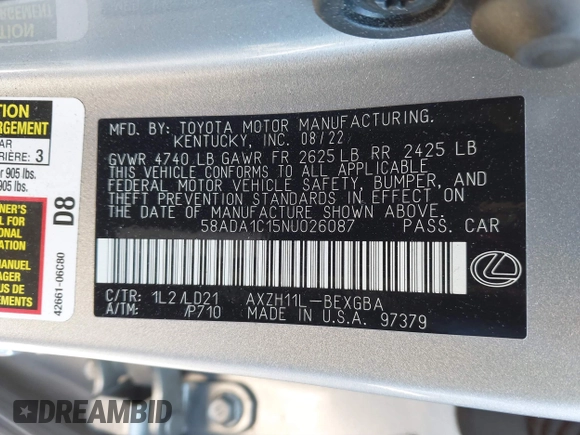 MFD. BY: TOYOTA MOTOR MANUFACTURING.
KENTUCKY, INC. 08/22
GVWR 4740 LB GAWR FR 2625 LB RR 2425 LB
THIS VEHICLE CONFORMS TO ALL APPLICABLE
FEDERAL MOTOR VEHICLE SAFETY, BUMPER, AND
THEFT PREVENTION STANDARDS IN EFFECT ON
THE DATE OF MANUFACTURE SHOWN ABOVE.
58ADA1C15NU026087 PASS. CAR
C/TR: 1L2/LD21 AXZH11L-BEXGBA
A/TM: /P710 MADE IN U.S.A. 97379
ARRIÈRE: 3
905 lbs.
905 lbs.
D8
42661-06C80
MANUEL
DREAMBID